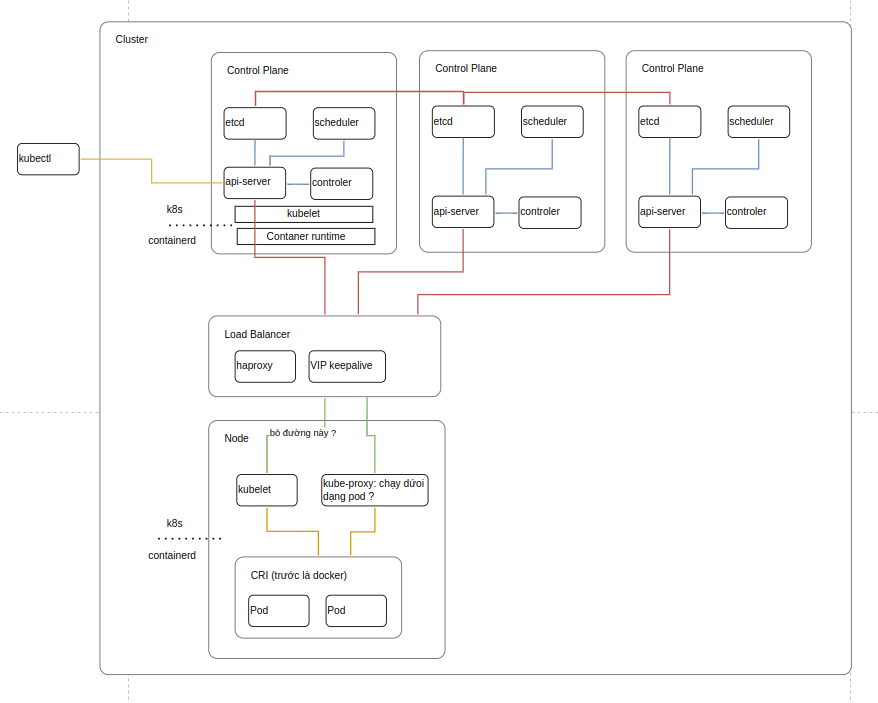 Cluster
Control Plane
etcd
scheduler
api-server
controler
kubelet
Contaner runtime
Control Plane
etcd
scheduler
api-server
controler
Control Plane
etcd
scheduler
api-server
controler
kubectl
k8s
containerd
Load Balancer
haproxy
VIP keepalive
Node
bỏ đường này ?
kubelet
kube-proxy: chạy dưới
dạng pod ?
k8s
containerd
CRI (trước là docker)
Pod
Pod